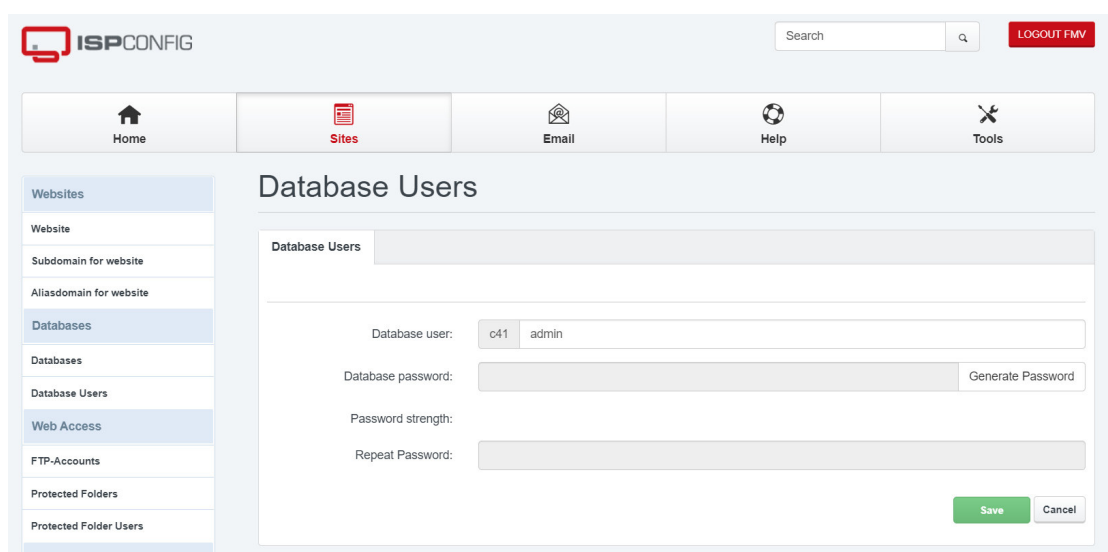 ISPCONFIG
Search
LOGOUT FMV
Home
Sites
Email
Help
Tools
Websites
Website
Subdomain for website
Aliasdomain for website
Databases
Databases
Database Users
Web Access
FTP-Accounts
Protected Folders
Protected Folder Users
Database Users
Database Users
Database user: c41 admin
Database password: Generate Password
Password strength:
Repeat Password:
Save Cancel